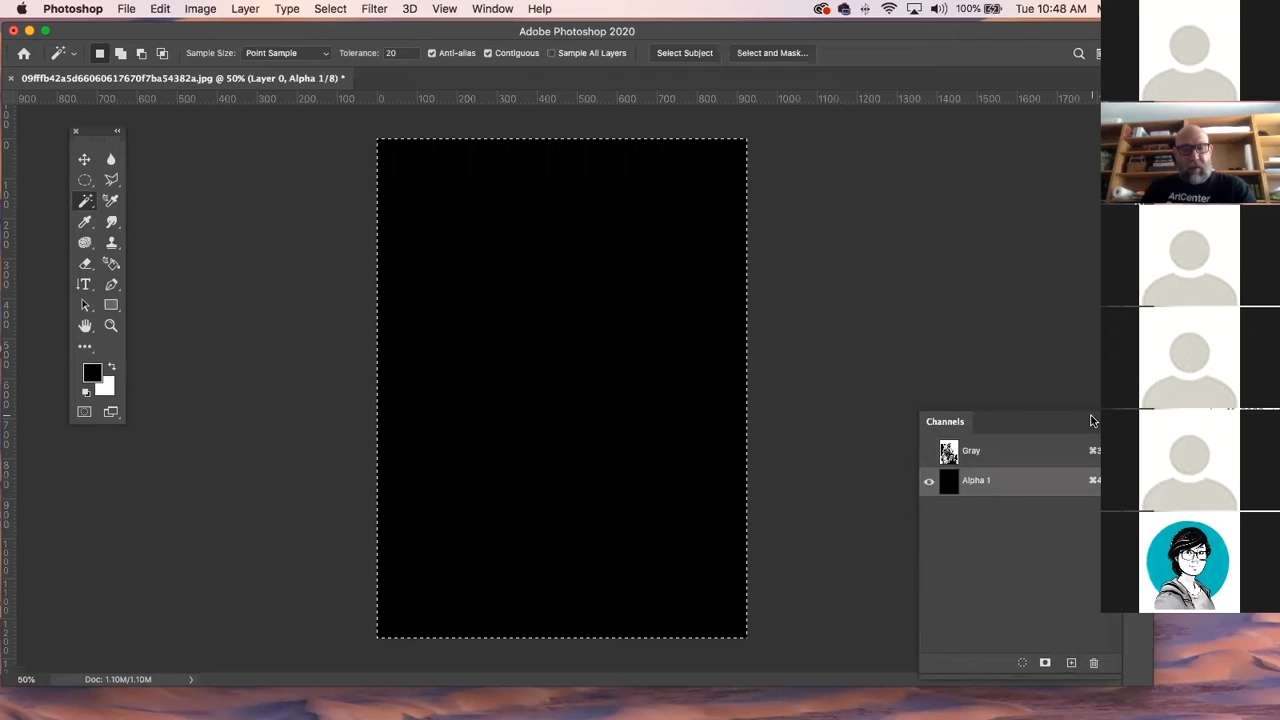 Photoshop File Edit Image Layer Type Select Filter 3D View Window Help 100% Tue 10:48 AM
Adobe Photoshop 2020
Sample Size: Point Sample Tolerance: 20 Anti-alias Contiguous Sample All Layers Select Subject Select and Mask...
09fffb42a5d66060617670f7ba54382a.jpg @ 50% (Layer 0, Alpha 1/8) *
900 800 700 600 500 400 300 200 100 0 100 200 300 400 500 600 700 800 900 1000 1100 1200 1300 1400 1500 1600 1700
ArtCenter
Channels
Gray ⌘3
Alpha 1 ⌘4
50% Doc: 1.10M/1.10M